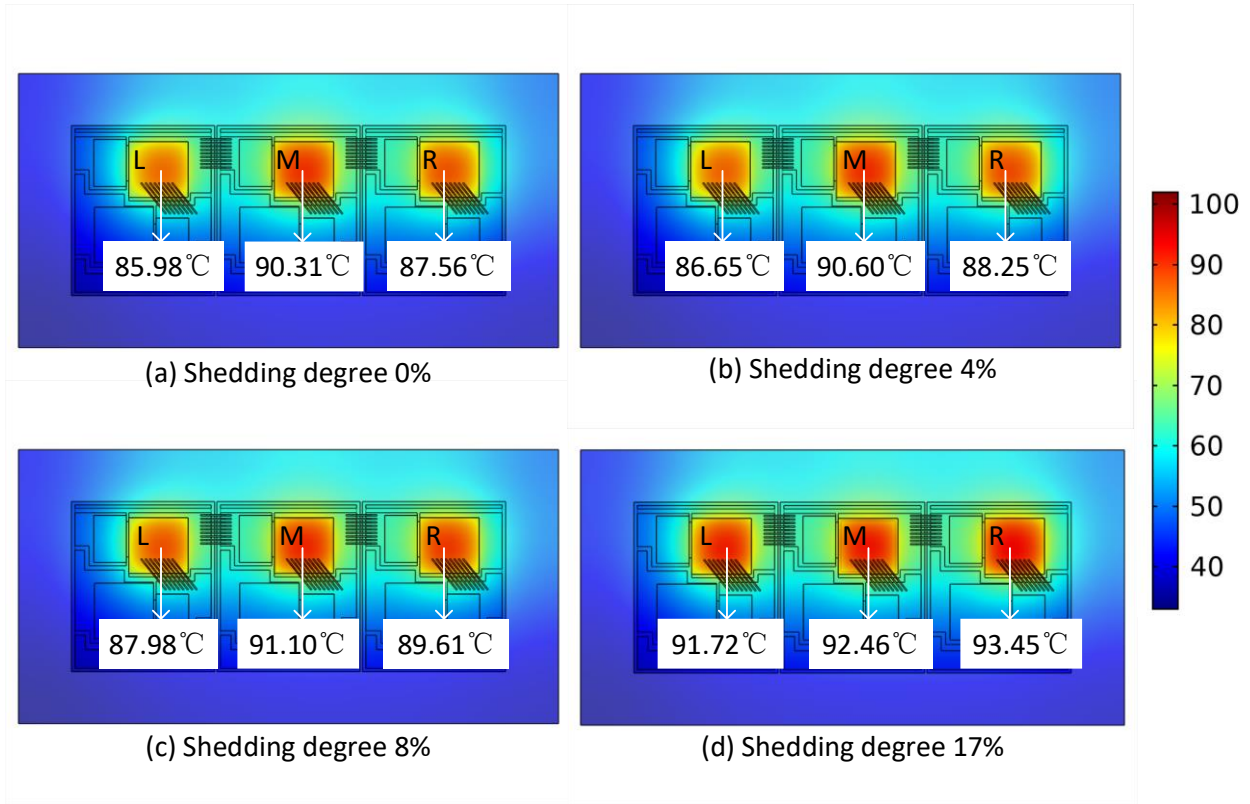 L M R
85.98℃ 90.31℃ 87.56℃
(a) Shedding degree 0%
L M R
86.65℃ 90.60℃ 88.25℃
(b) Shedding degree 4%
L M R
87.98℃ 91.10℃ 89.61℃
(c) Shedding degree 8%
L M R
91.72℃ 92.46℃ 93.45℃
(d) Shedding degree 17%
100
90
80
70
60
50
40